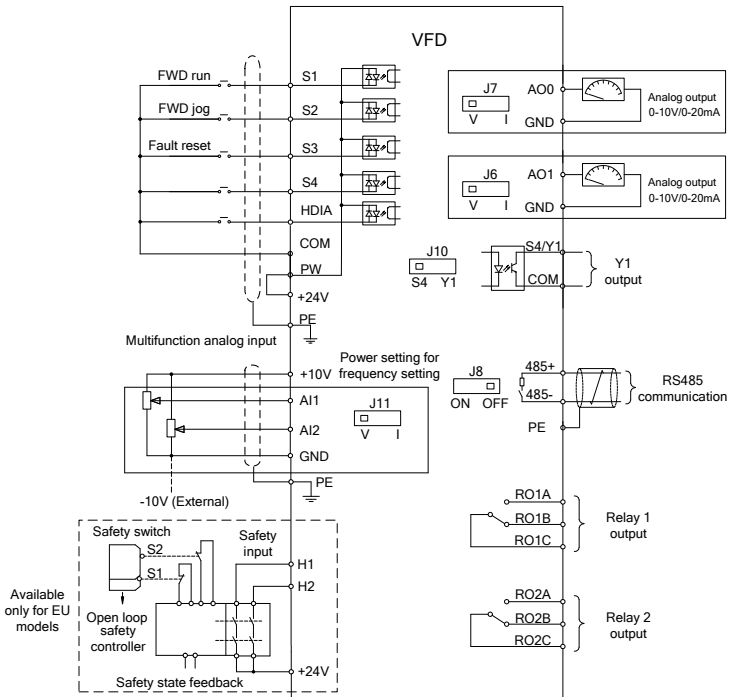 VFD
FWD run
S1
FWD jog
S2
Fault reset
S3
S4
HDIA
COM
PW
+24V
PE
Multifunction analog input
J7
V I
AO0
GND
Analog output
0-10V/0-20mA
J6
V I
AO1
GND
Analog output
0-10V/0-20mA
J10
S4 Y1
S4/Y1
COM
Y1
output
Power setting for
frequency setting
+10V
AI1
AI2
GND
PE
J11
V I
-10V (External)
J8
ON OFF
485+
485-
PE
RS485
communication
RO1A
RO1B
RO1C
Relay 1
output
RO2A
RO2B
RO2C
Relay 2
output
Available
only for EU
models
Safety switch
S2
S1
Safety
input
H1
H2
Open loop
safety
controller
+24V
Safety state feedback